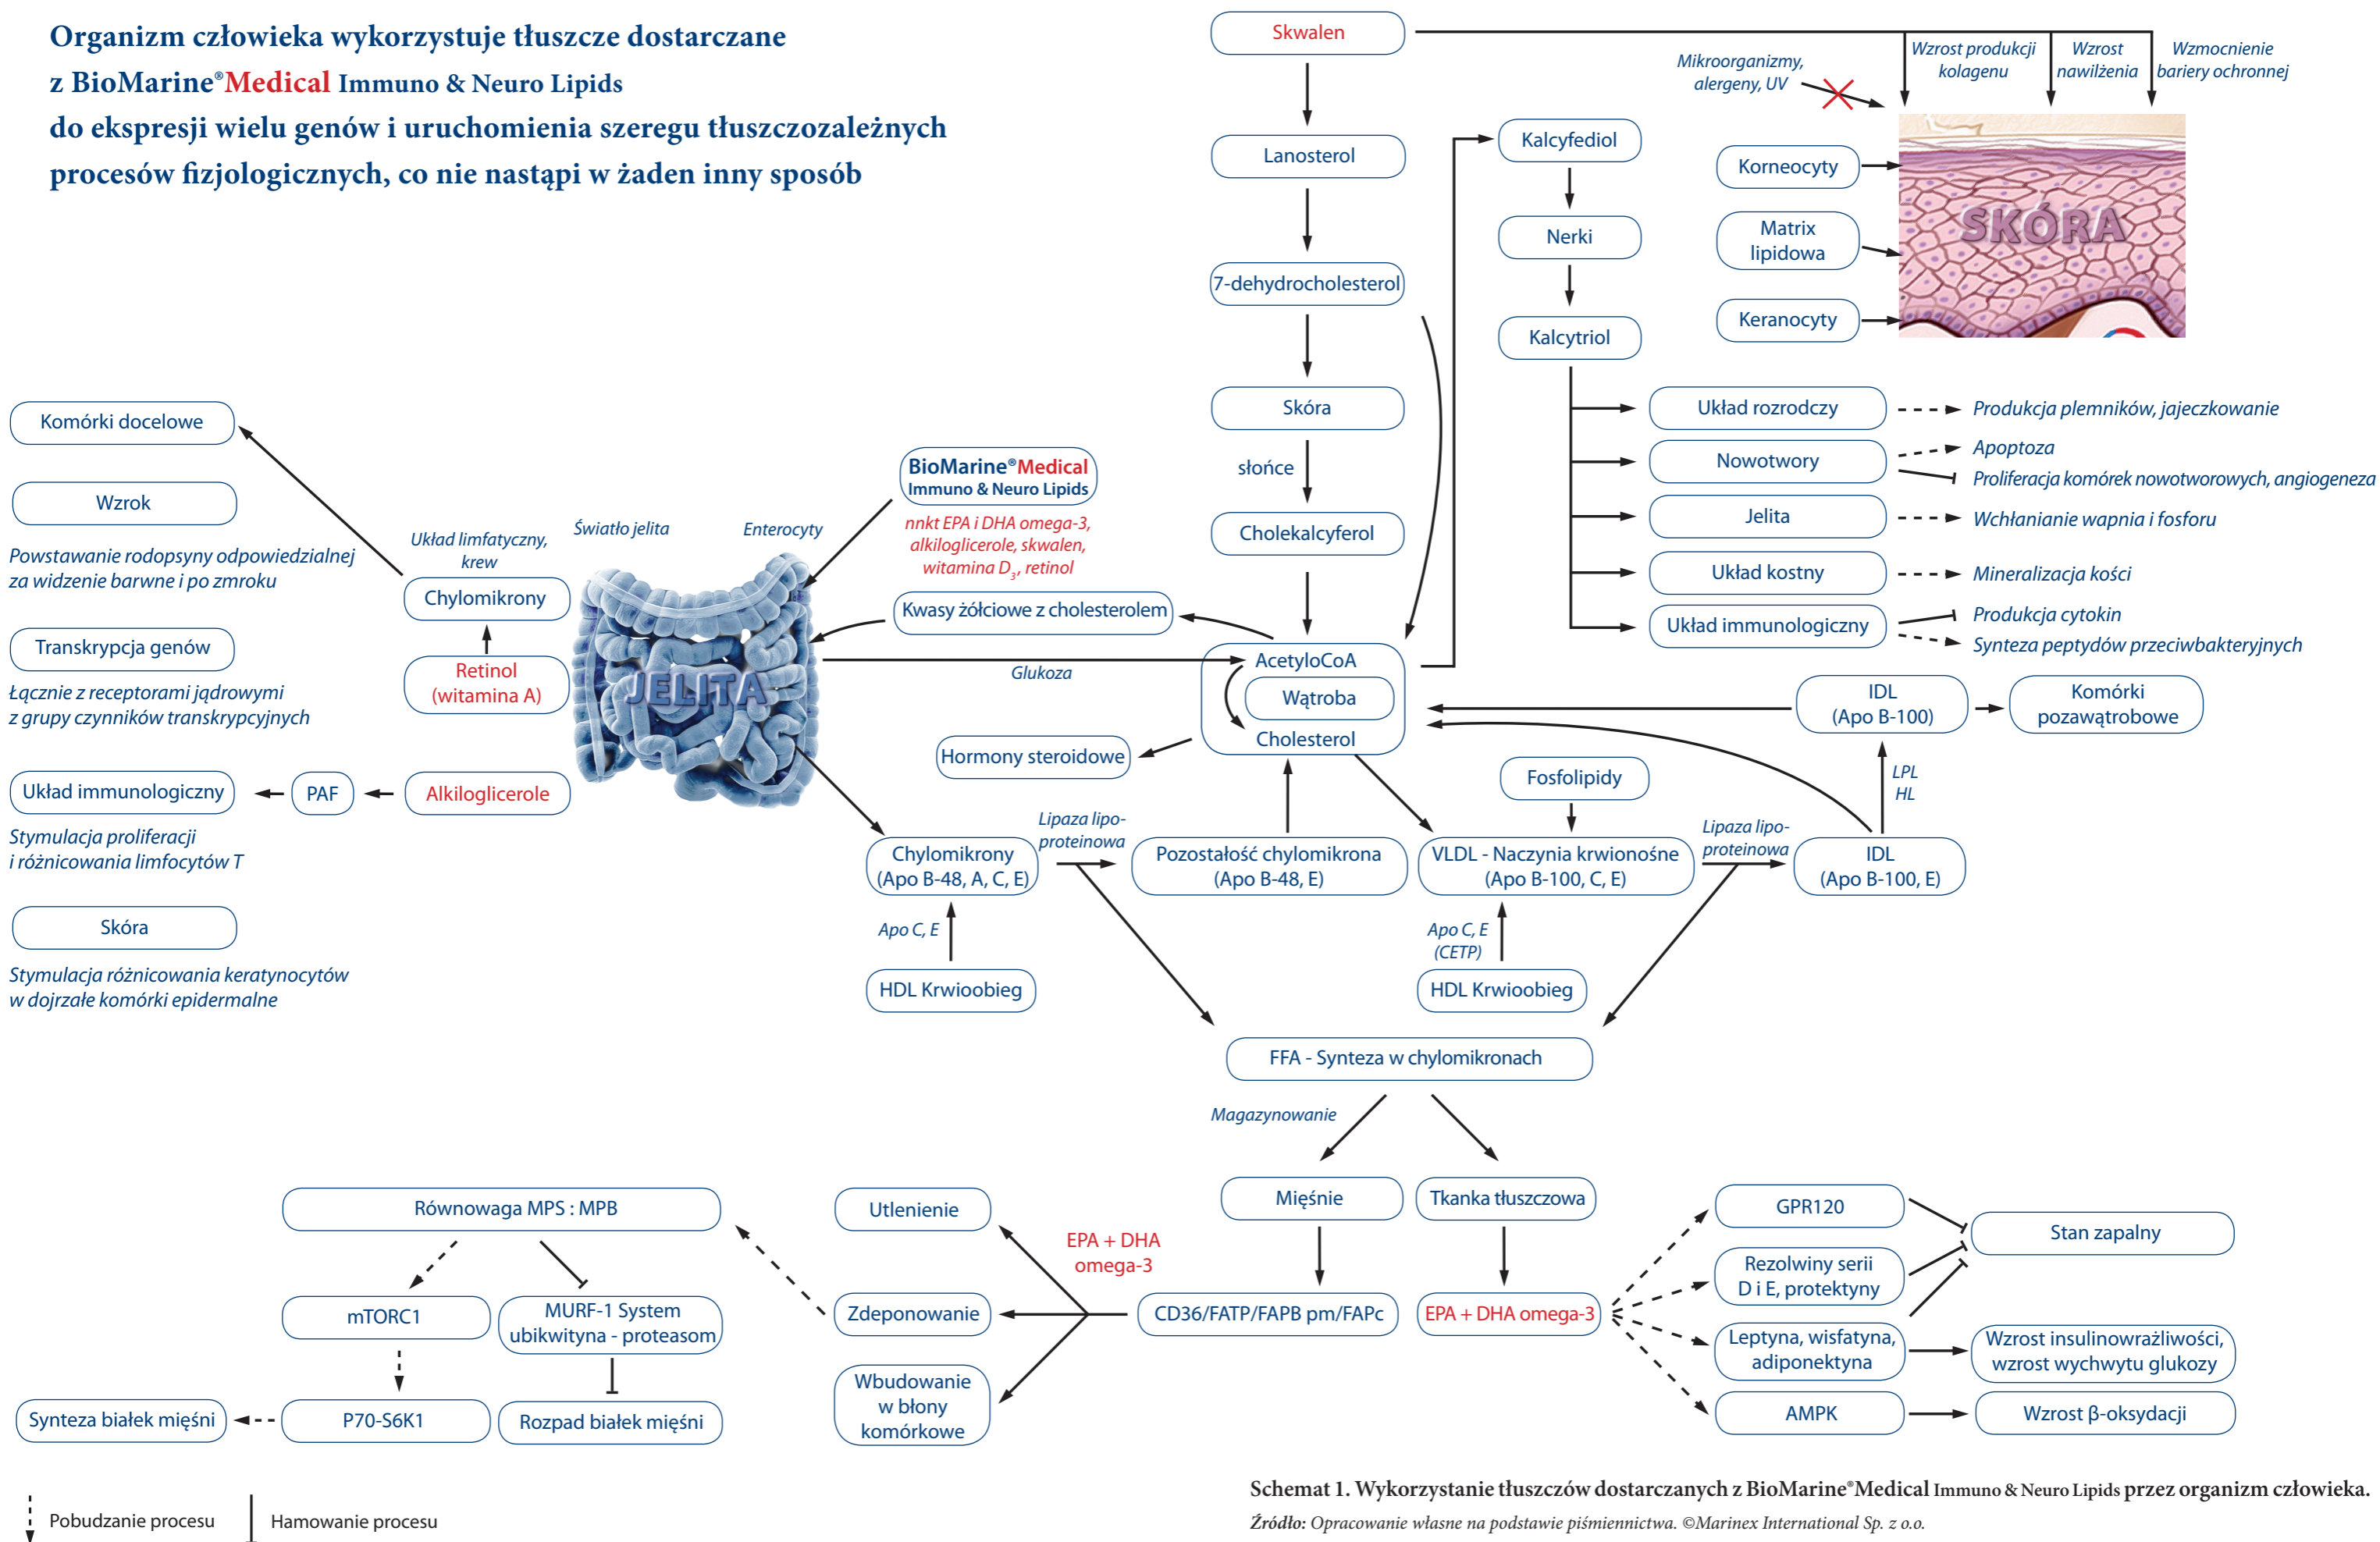 Organizm człowieka wykorzystuje tłuszcze dostarczane
z BioMarine®Medical Immuno & Neuro Lipids
do ekspresji wielu genów i uruchomienia szeregu tłuszczozależnych
procesów fizjologicznych, co nie nastąpi w żaden inny sposób
Skwalen
Wzrost produkcji
kolagenu
Wzrost
nawilżenia
Wzmocnienie
bariery ochronnej
Mikroorganizmy,
alergeny, UV
Lanosterol
7-dehydrocholesterol
Skóra
słońce
Cholekalcyferol
Kalcyfediol
Nerki
Kalcytriol
Korneocyty
Matrix
lipidowa
Keranocyty
SKÓRA
Układ rozrodczy
Produkcja plemników, jajeczkowanie
Nowotwory
Apoptoza
Proliferacja komórek nowotworowych, angiogeneza
Jelita
Wchłanianie wapnia i fosforu
Układ kostny
Mineralizacja kości
Układ immunologiczny
Produkcja cytokin
Synteza peptydów przeciwbakteryjnych
Komórki docelowe
Wzrok
Powstawanie rodopsyny odpowiedzialnej
za widzenie barwne i po zmroku
Transkrypcja genów
Łącznie z receptorami jądrowymi
z grupy czynników transkrypcyjnych
Układ immunologiczny
PAF
Alkiloglicerole
Stymulacja proliferacji
i różnicowania limfocytów T
Skóra
Stymulacja różnicowania keratynocytów
w dojrzałe komórki epidermalne
Układ limfatyczny,
krew
Chylomikrony
Retinol
(witamina A)
Światło jelita
Enterocyty
JELITA
BioMarine®Medical
Immuno & Neuro Lipids
nnkt EPA i DHA omega-3,
alkiloglicerole, skwalen,
witamina D3, retinol
Kwasy żółciowe z cholesterolem
Glukoza
AcetyloCoA
Wątroba
Cholesterol
Hormony steroidowe
IDL
(Apo B-100)
Komórki
pozawątrobowe
LPL
HL
Fosfolipidy
Chylomikrony
(Apo B-48, A, C, E)
Lipaza lipo-
proteinowa
Pozostałość chylomikrona
(Apo B-48, E)
VLDL - Naczynia krwionośne
(Apo B-100, C, E)
Lipaza lipo-
proteinowa
IDL
(Apo B-100, E)
Apo C, E
HDL Krwioobieg
Apo C, E
(CETP)
HDL Krwioobieg
FFA - Synteza w chylomikronach
Magazynowanie
Mięśnie
Tkanka tłuszczowa
CD36/FATP/FAPB pm/FAPc
EPA + DHA omega-3
EPA + DHA
omega-3
Utlenienie
Zdeponowanie
Wbudowanie
w błony
komórkowe
Równowaga MPS : MPB
mTORC1
MURF-1 System
ubikwityna - proteasom
Synteza białek mięśni
P70-S6K1
Rozpad białek mięśni
GPR120
Rezolwiny serii
D i E, protektyny
Leptyna, wisfatyna,
adiponektyna
AMPK
Stan zapalny
Wzrost insulinowrażliwości,
wzrost wychwytu glukozy
Wzrost β-oksydacji
Pobudzanie procesu
Hamowanie procesu
Schemat 1. Wykorzystanie tłuszczów dostarczanych z BioMarine®Medical Immuno & Neuro Lipids przez organizm człowieka.
Źródło: Opracowanie własne na podstawie piśmiennictwa. ©Marinex International Sp. z o.o.